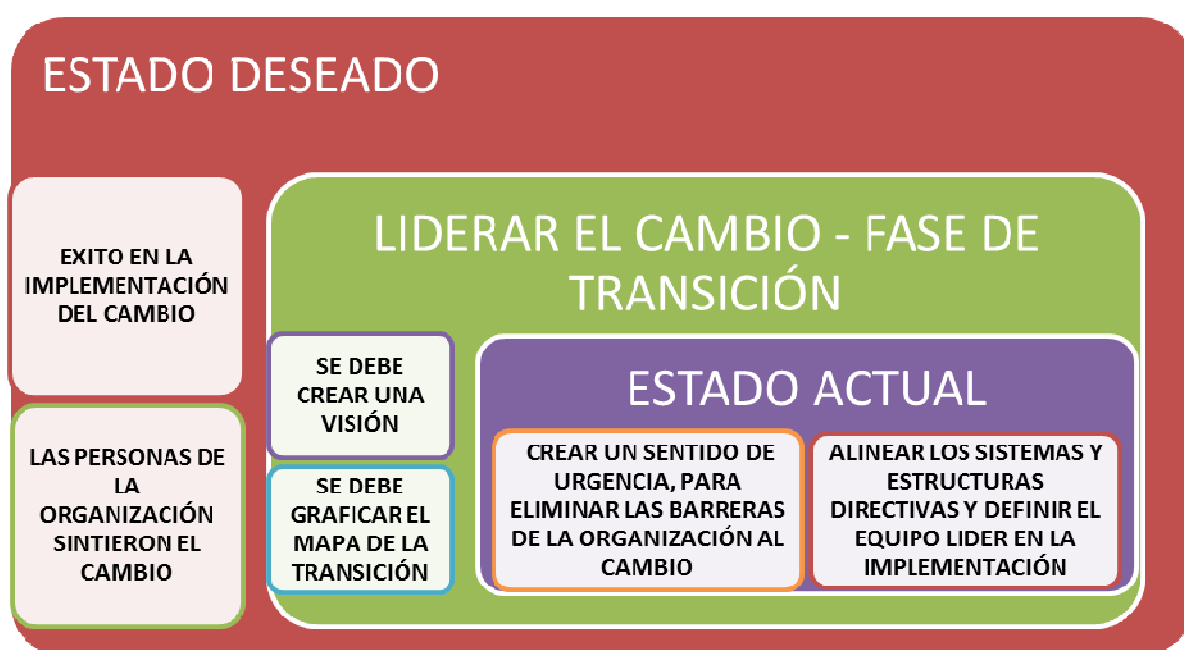 ESTADO DESEADO
EXITO EN LA
IMPLEMENTACIÓN
DEL CAMBIO
LAS PERSONAS DE
LA
ORGANIZACIÓN
SINTIERON EL
CAMBIO
LIDERAR EL CAMBIO - FASE DE
TRANSICIÓN
SE DEBE
CREAR UNA
VISIÓN
SE DEBE
GRAFICAR EL
MAPA DE LA
TRANSICIÓN
ESTADO ACTUAL
CREAR UN SENTIDO DE
URGENCIA, PARA
ELIMINAR LAS BARRERAS
DE LA ORGANIZACIÓN AL
CAMBIO
ALINEAR LOS SISTEMAS Y
ESTRUCTURAS
DIRECTIVAS Y DEFINIR EL
EQUIPO LIDER EN LA
IMPLEMENTACIÓN